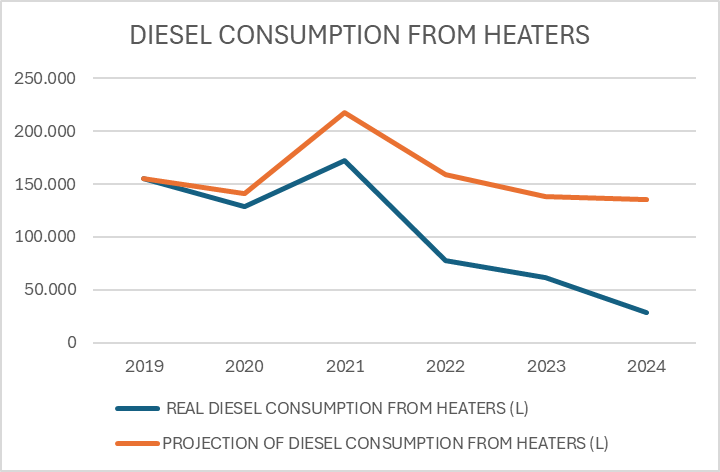 DIESEL CONSUMPTION FROM HEATERS
250.000
200.000
150.000
100.000
50.000
0
2019 2020 2021 2022 2023 2024
REAL DIESEL CONSUMPTION FROM HEATERS (L)
PROJECTION OF DIESEL CONSUMPTION FROM HEATERS (L)